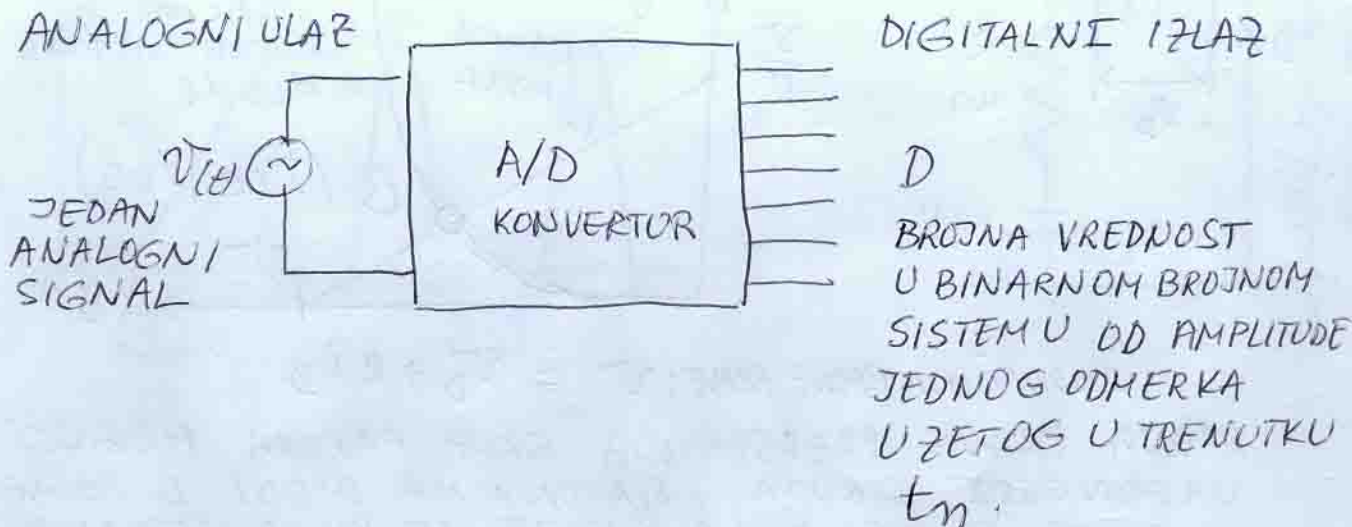 ANALOGNI ULAZ
DIGITALNI IZLAZ
v(t)
A/D
KONVERTOR
JEDAN
ANALOGNI
SIGNAL
D
BROJNA VREDNOST
U BINARNOM BROJNOM
SISTEMU OD AMPLITUDE
JEDNOG ODMERKA
UZETOG U TRENUTKU
tn.